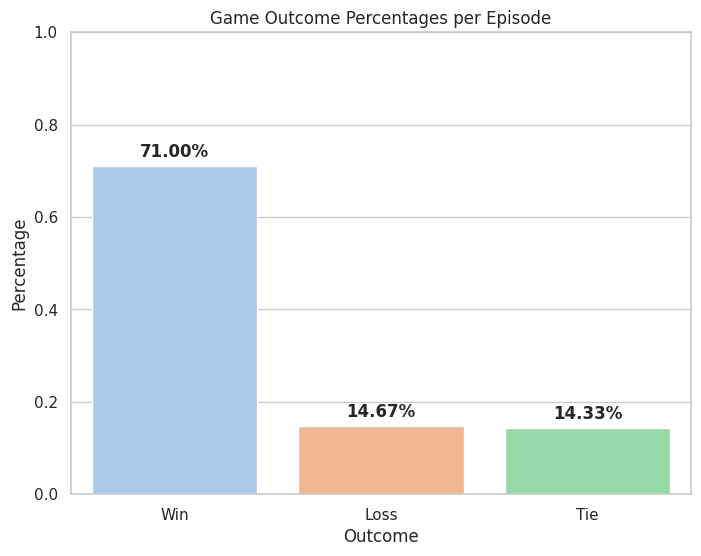 Game Outcome Percentages per Episode
1.0
0.8
0.6
0.4
0.2
0.0
Percentage
71.00%
14.67%
14.33%
Win
Loss
Tie
Outcome